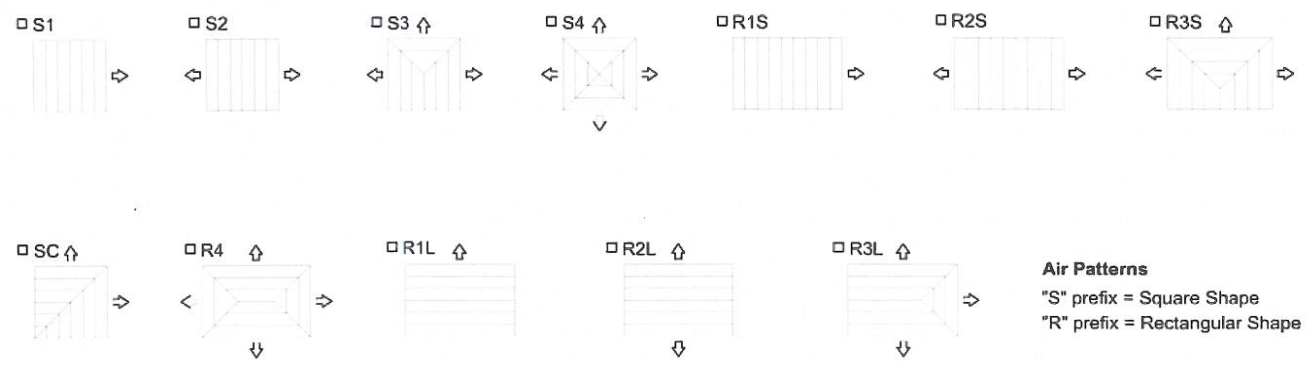 S1
S2
S3
S4
R1S
R2S
R3S
SC
R4
R1L
R2L
R3L
Air Patterns
"S" prefix = Square Shape
"R" prefix = Rectangular Shape